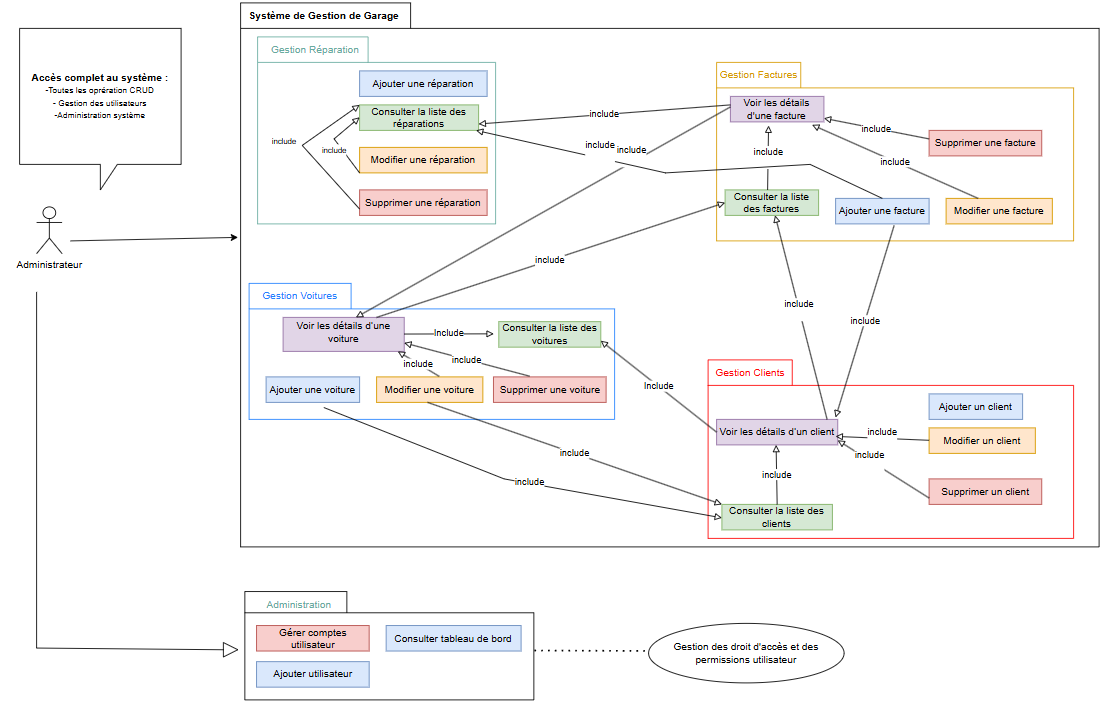 Système de Gestion de Garage
Accès complet au système :
-Toutes les oprération CRUD
- Gestion des utilisateurs
-Administration système
Administrateur
Gestion Réparation
Ajouter une réparation
Consulter la liste des
réparations
include
include
Modifier une réparation
Supprimer une réparation
Gestion Factures
Voir les détails
d'une facture
include
include
Supprimer une facture
include
include
include
include
Consulter la liste
des factures
Ajouter une facture
Modifier une facture
include
include
include
Gestion Voitures
Voir les détails d'une
voiture
Include
Consulter la liste des
voitures
include
include
Ajouter une voiture
Modifier une voiture
Supprimer une voiture
Include
include
include
Gestion Clients
Ajouter un client
Voir les détails d'un client
include
Modifier un client
include
include
Supprimer un client
Consulter la liste des
clients
Administration
Gérer comptes
utilisateur
Consulter tableau de bord
Ajouter utilisateur
Gestion des droit d'accès et des
permissions utilisateur